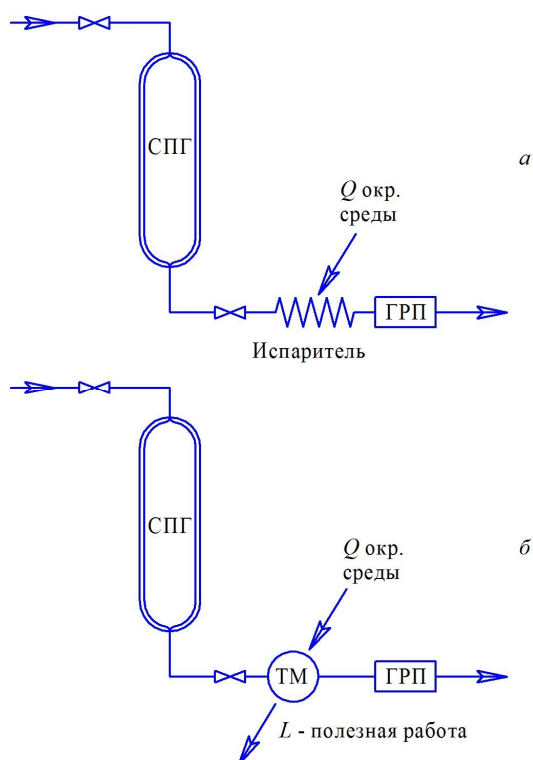 СПГ
а
Q окр.
среды
ГРП
Испаритель
СПГ
б
Q окр.
среды
ТМ
ГРП
L - полезная работа